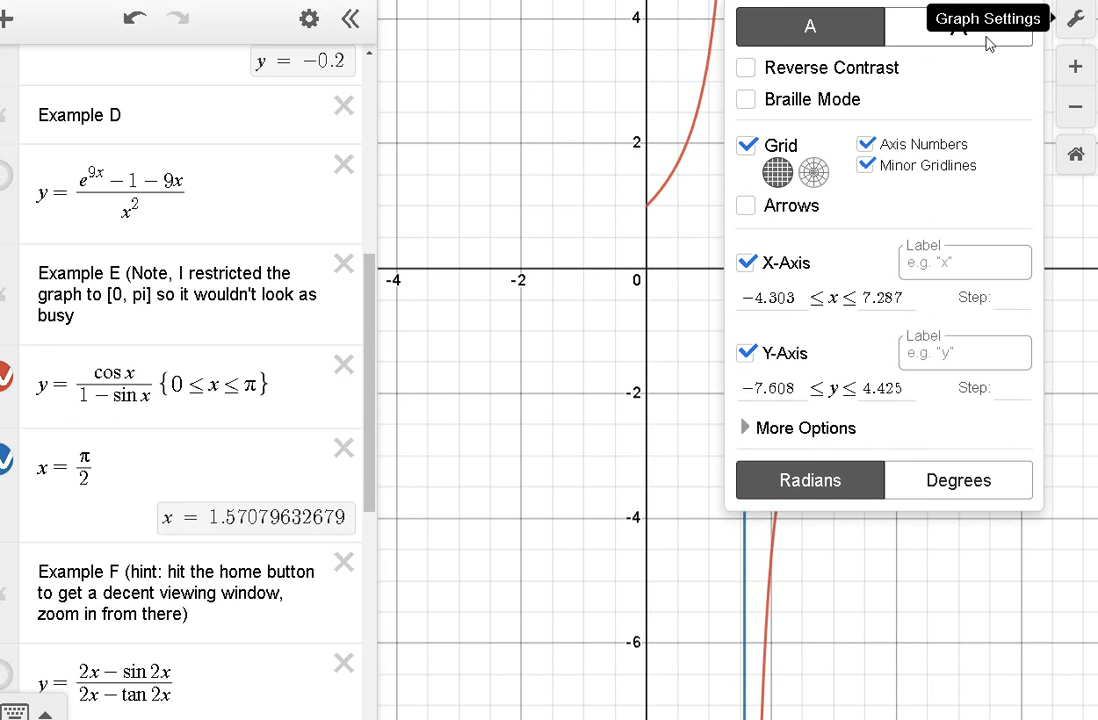 y = −0.2
Example D
y = (e^{9x} − 1 − 9x)/x^2
Example E (Note, I restricted the
graph to [0, pi] so it wouldn't look as
busy
y = cos x/(1 − sin x) {0 ≤ x ≤ π}
x = π/2
x = 1.57079632679
Example F (hint: hit the home button
to get a decent viewing window,
zoom in from there)
y = (2x − sin 2x)/(2x − tan 2x)
4
2
-4
-2
0
-2
-4
-6
A
Graph Settings
Reverse Contrast
Braille Mode
Grid
Axis Numbers
Minor Gridlines
Arrows
X-Axis
Label
e.g. "x"
−4.303 ≤ x ≤ 7.287
Step:
Y-Axis
Label
e.g. "y"
−7.608 ≤ y ≤ 4.425
Step:
More Options
Radians
Degrees